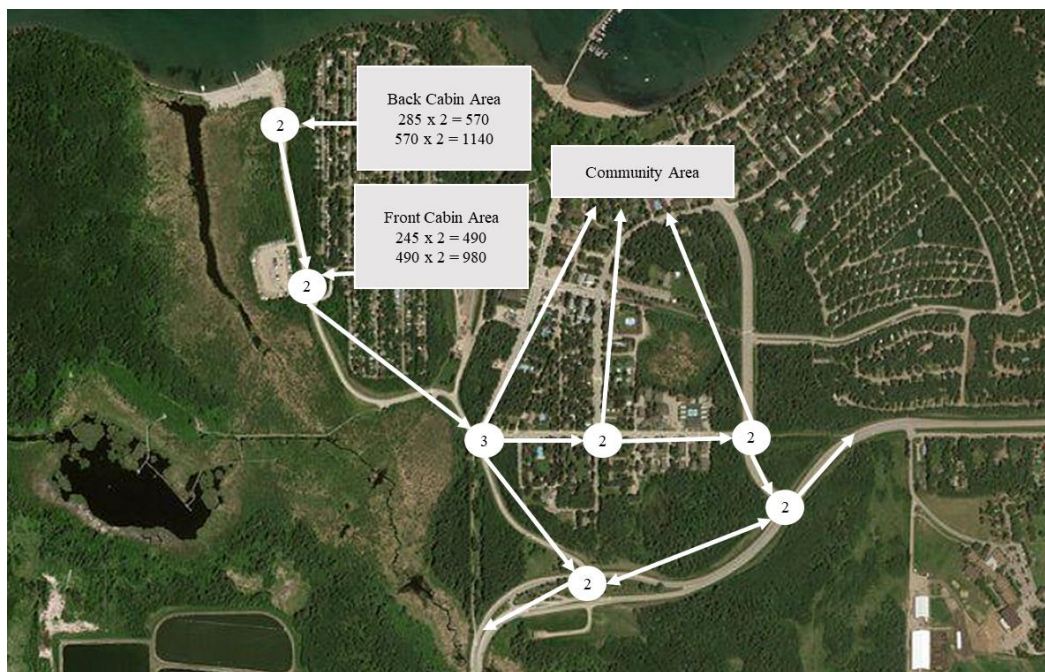 Back Cabin Area
285 x 2 = 570
570 x 2 = 1140
2
Community Area
Front Cabin Area
245 x 2 = 490
490 x 2 = 980
2
3
2
2
2
2